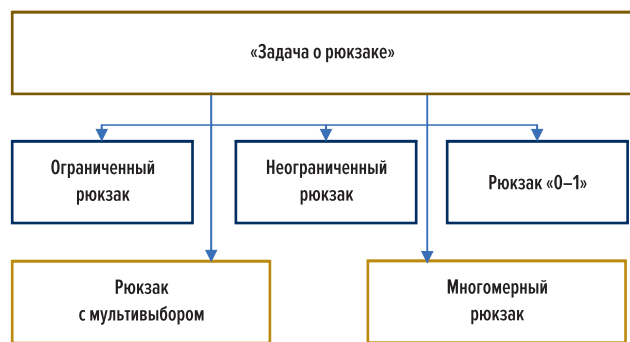 «Задача о рюкзаке»
Ограниченный
рюкзак
Неограниченный
рюкзак
Рюкзак «0–1»
Рюкзак
с мультивыбором
Многомерный
рюкзак